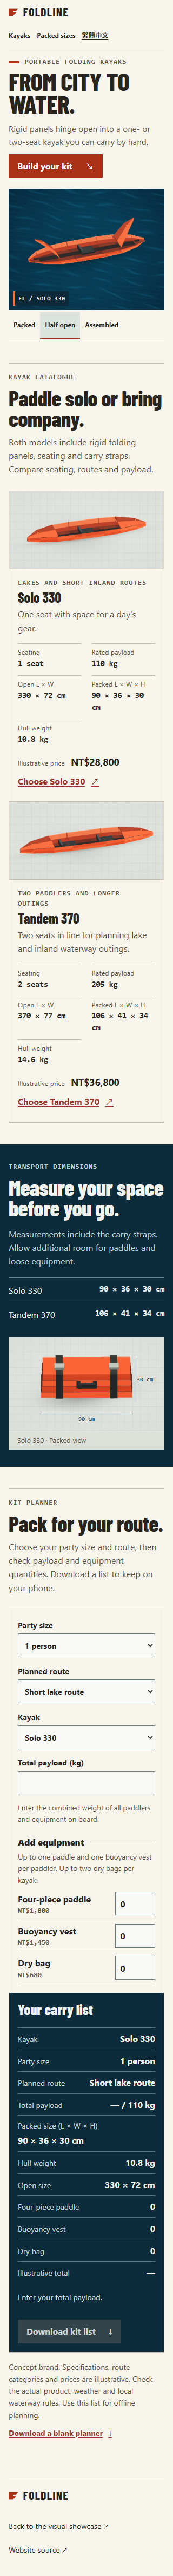 FOLDLINE
Kayaks Packed sizes 繁體中文
PORTABLE FOLDING KAYAKS
FROM CITY TO
WATER.
Rigid panels hinge open into a one- or
two-seat kayak you can carry by hand.
Build your kit ↘
FL / SOLO 330
Packed Half open Assembled
KAYAK CATALOGUE
Paddle solo or bring
company.
Both models include rigid folding
panels, seating and carry straps.
Compare seating, routes and payload.
LAKES AND SHORT INLAND ROUTES
Solo 330
One seat with space for a day's
gear.
Seating Rated payload
1 seat 110 kg
Open L × W Packed L × W × H
330 × 72 cm 90 × 36 × 30
cm
Hull weight
10.8 kg
Illustrative price NT$28,800
Choose Solo 330 ↗
TWO PADDLERS AND LONGER
OUTINGS
Tandem 370
Two seats in line for planning lake
and inland waterway outings.
Seating Rated payload
2 seats 205 kg
Open L × W Packed L × W × H
370 × 77 cm 106 × 41 × 34
cm
Hull weight
14.6 kg
Illustrative price NT$36,800
Choose Tandem 370 ↗
TRANSPORT DIMENSIONS
Measure your space
before you go.
Measurements include the carry straps.
Allow additional room for paddles and
loose equipment.
Solo 330 90 × 36 × 30 cm
Tandem 370 106 × 41 × 34 cm
30 cm
90 cm
Solo 330 · Packed view
KIT PLANNER
Pack for your route.
Choose your party size and route, then
check payload and equipment
quantities. Download a list to keep on
your phone.
Party size
1 person
Planned route
Short lake route
Kayak
Solo 330
Total payload (kg)
Enter the combined weight of all paddlers
and equipment on board.
Add equipment
Up to one paddle and one buoyancy vest
per paddler. Up to two dry bags per
kayak.
Four-piece paddle 0
NT$1,800
Buoyancy vest 0
NT$1,450
Dry bag 0
NT$680
Your carry list
Kayak Solo 330
Party size 1 person
Planned route Short lake route
Total payload — / 110 kg
Packed size (L × W × H)
90 × 36 × 30 cm
Hull weight 10.8 kg
Open size 330 × 72 cm
Four-piece paddle 0
Buoyancy vest 0
Dry bag 0
Illustrative total —
Enter your total payload.
Download kit list ↓
Concept brand. Specifications, route
categories and prices are illustrative. Check
the actual product, weather and local
waterway rules. Use this list for offline
planning.
Download a blank planner ↓
FOLDLINE
Back to the visual showcase ↗
Website source ↗